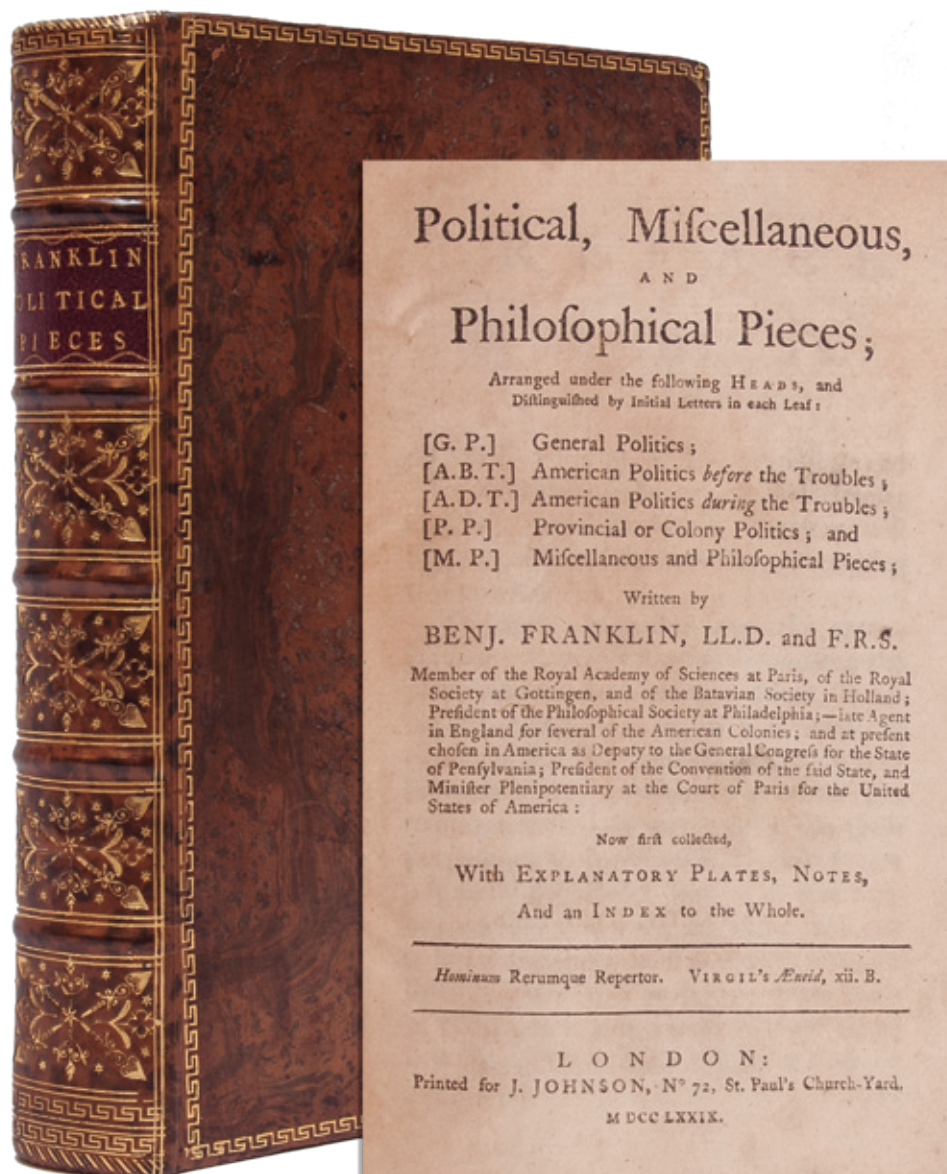 RANKLIN
OLITICAL
PIECES
Political, Miſcellaneous,
AND
Philoſophical Pieces;
Arranged under the following HEADS, and
Diſtinguiſhed by Initial Letters in each Leaf:
[G. P.] General Politics;
[A.B.T.] American Politics before the Troubles;
[A.D.T.] American Politics during the Troubles;
[P. P.] Provincial or Colony Politics; and
[M. P.] Miſcellaneous and Philoſophical Pieces;
Written by
BENJ. FRANKLIN, LL.D. and F.R.S.
Member of the Royal Academy of Sciences at Paris, of the Royal
Society at Gottingen, and of the Batavian Society in Holland;
Preſident of the Philoſophical Society at Philadelphia;—late Agent
in England for ſeveral of the American Colonies; and at preſent
choſen in America as Deputy to the General Congreſs for the State
of Penſylvania; Preſident of the Convention of the ſaid State, and
Miniſter Plenipotentiary at the Court of Paris for the United
States of America:
Now firſt collected,
With EXPLANATORY PLATES, NOTES,
And an INDEX to the Whole.
Hominum Rerumque Repertor. VIRGIL's Æneid, xii. B.
LONDON:
Printed for J. JOHNSON, Nº 72, St. Paul's Church-Yard.
M DCC LXXIX.